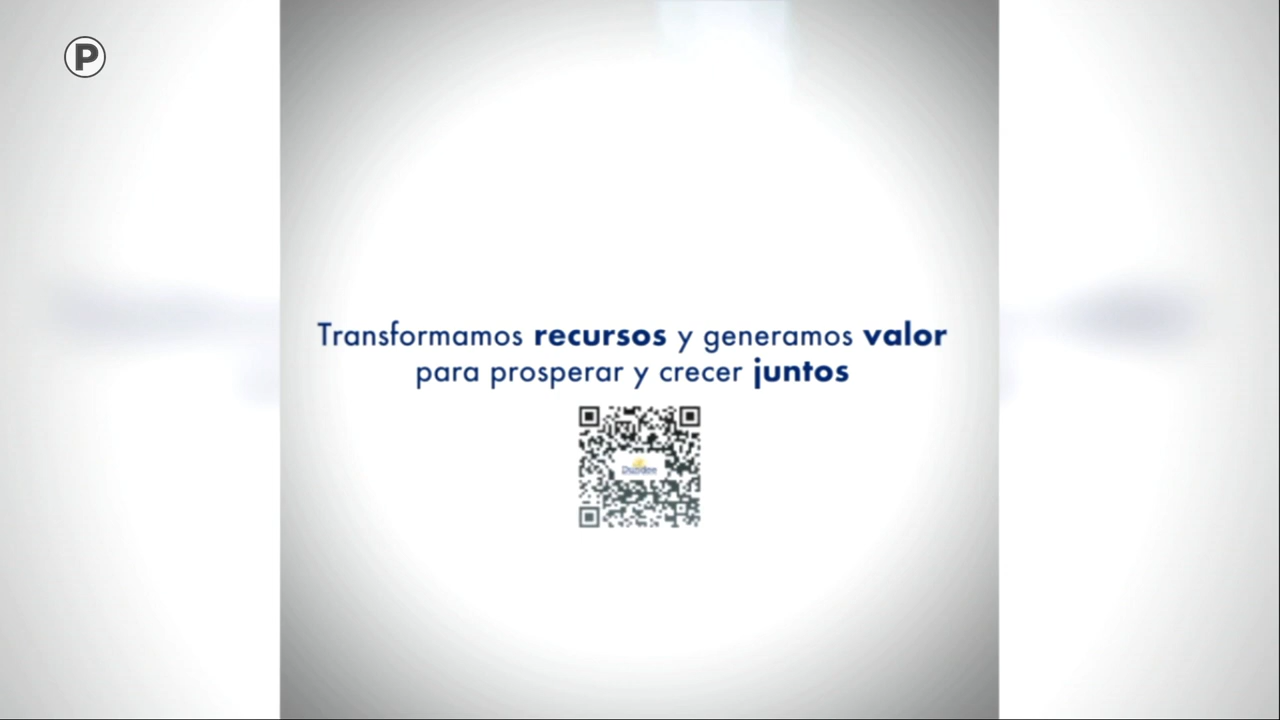 P
Transformamos recursos y generamos valor
para prosperar y crecer juntos